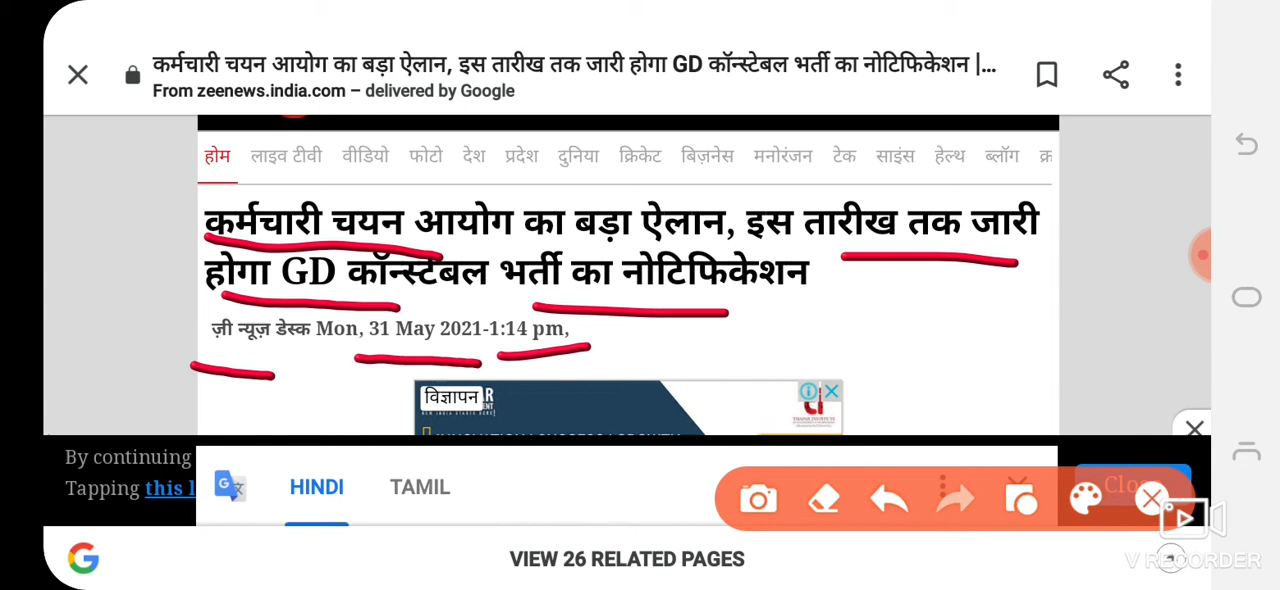 कर्मचारी चयन आयोग का बड़ा ऐलान, इस तारीख तक जारी होगा GD कॉन्स्टेबल भर्ती का नोटिफिकेशन |...
From zeenews.india.com – delivered by Google
होम लाइव टीवी वीडियो फोटो देश प्रदेश दुनिया क्रिकेट बिज़नेस मनोरंजन टेक साइंस हेल्थ ब्लॉग क्र
कर्मचारी चयन आयोग का बड़ा ऐलान, इस तारीख तक जारी
होगा GD कॉन्स्टेबल भर्ती का नोटिफिकेशन
ज़ी न्यूज़ डेस्क Mon, 31 May 2021-1:14 pm,
विज्ञापन
By continuing
Tapping this l
HINDI TAMIL
Clo
VIEW 26 RELATED PAGES
V RECORDER